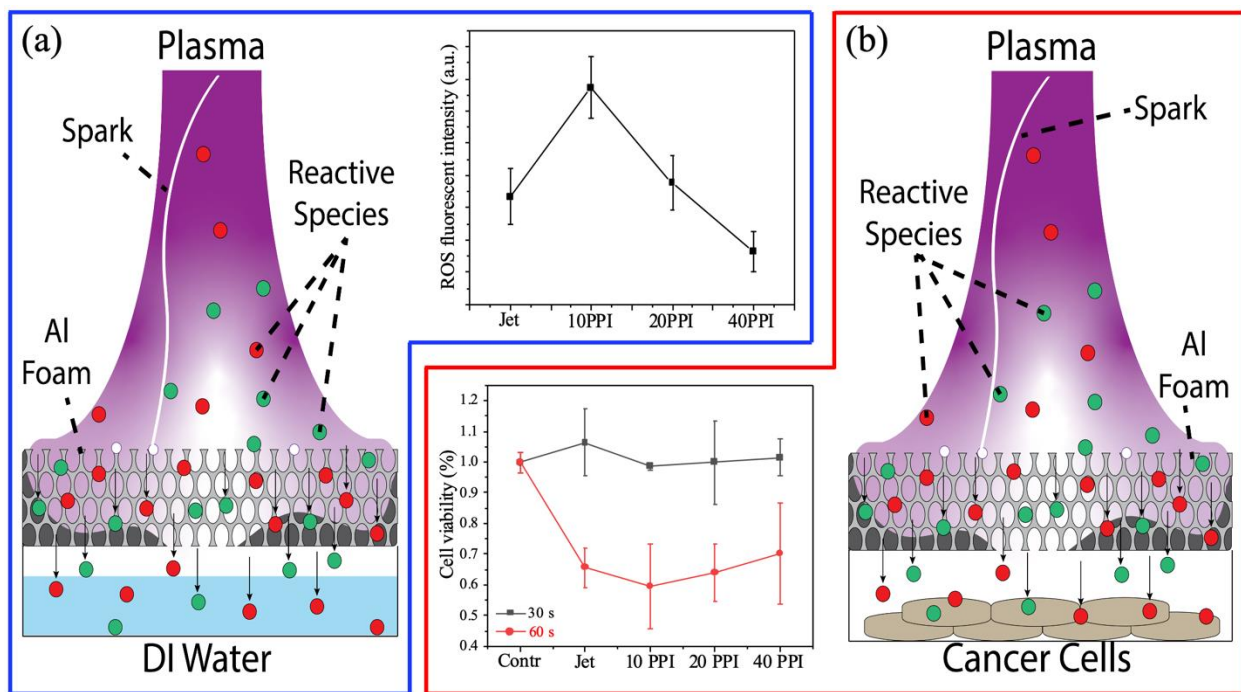 (a)
Plasma
Spark
Reactive
Species
Al
Foam
DI Water
ROS fluorescent intensity (a.u.)
Jet 10PPI 20PPI 40PPI
Cell viability (%)
1.2
1.1
1.0
0.9
0.8
0.7
0.6
0.5
0.4
30 s
60 s
Contr Jet 10 PPI 20 PPI 40 PPI
(b)
Plasma
Spark
Reactive
Species
Al
Foam
Cancer Cells